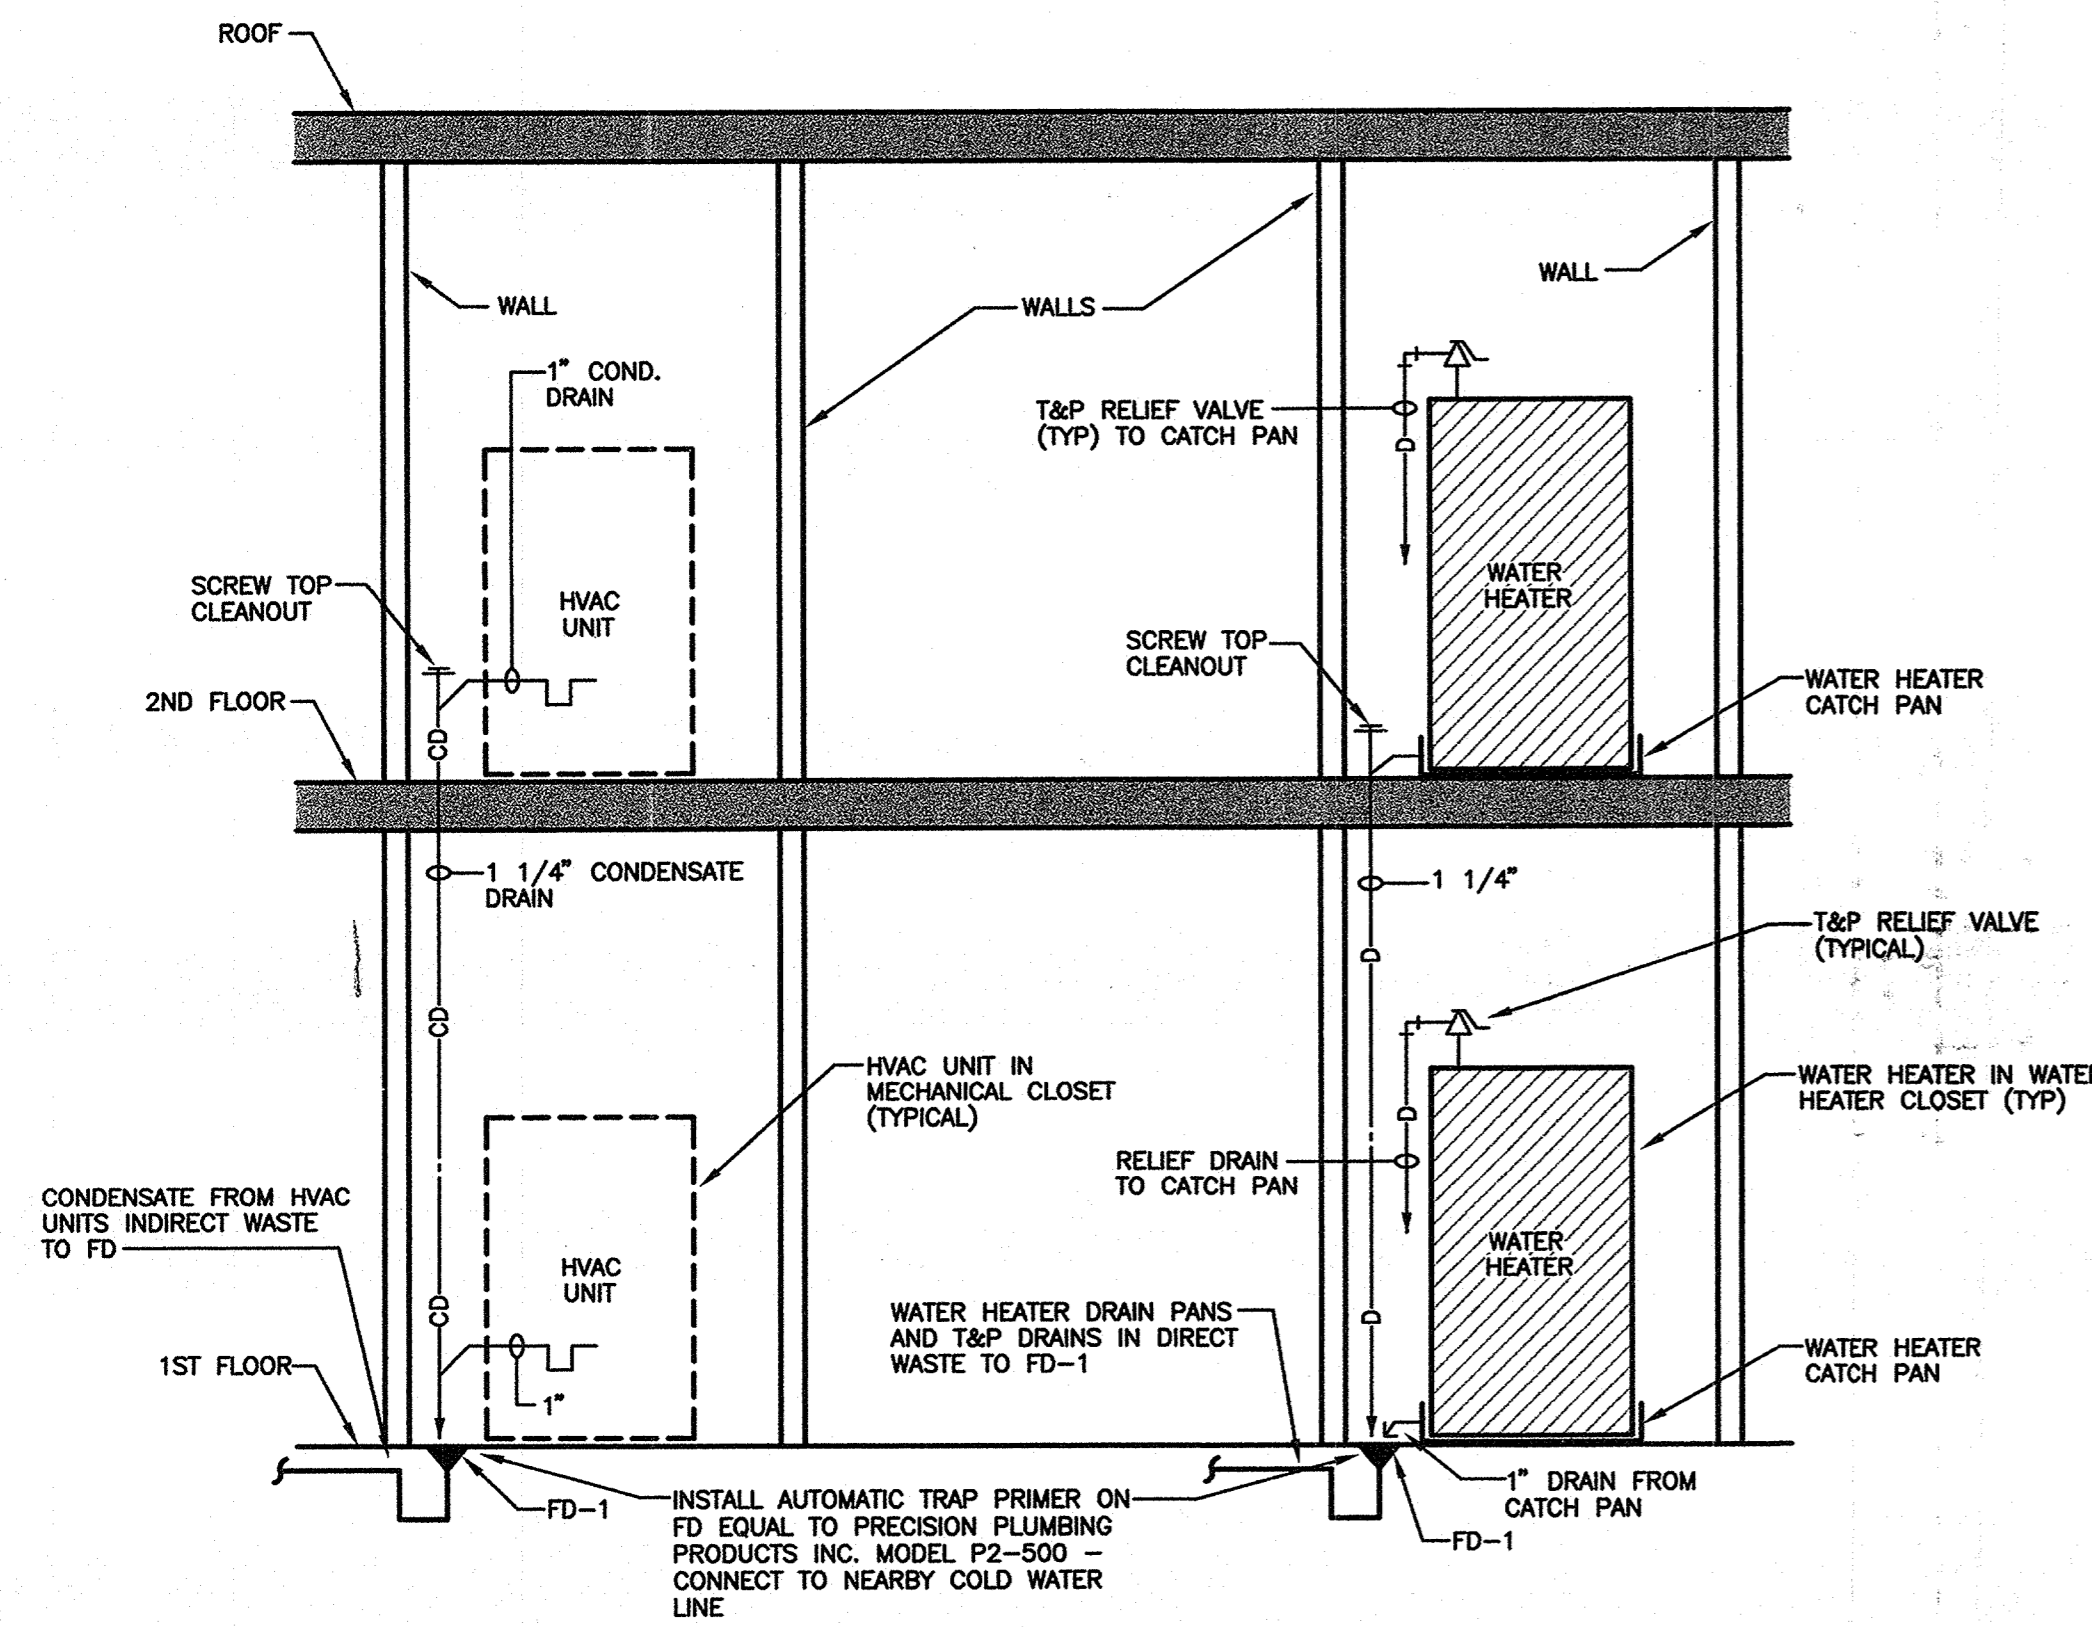 ROOF
WALL
WALLS
WALL
1" COND.
DRAIN
T&P RELIEF VALVE
(TYP) TO CATCH PAN
SCREW TOP
CLEANOUT
HVAC
UNIT
WATER
HEATER
SCREW TOP
CLEANOUT
WATER HEATER
CATCH PAN
2ND FLOOR
CD
D
1 1/4" CONDENSATE
DRAIN
1 1/4"
D
T&P RELIEF VALVE
(TYPICAL)
CD
HVAC UNIT IN
MECHANICAL CLOSET
(TYPICAL)
WATER HEATER IN WATE
HEATER CLOSET (TYP)
D
RELIEF DRAIN
TO CATCH PAN
CONDENSATE FROM HVAC
UNITS INDIRECT WASTE
TO FD
HVAC
UNIT
WATER
HEATER
CD
D
WATER HEATER DRAIN PANS
AND T&P DRAINS IN DIRECT
WASTE TO FD-1
WATER HEATER
CATCH PAN
1ST FLOOR
1"
FD-1
INSTALL AUTOMATIC TRAP PRIMER ON
FD EQUAL TO PRECISION PLUMBING
PRODUCTS INC. MODEL P2-500 -
CONNECT TO NEARBY COLD WATER
LINE
1" DRAIN FROM
CATCH PAN
FD-1